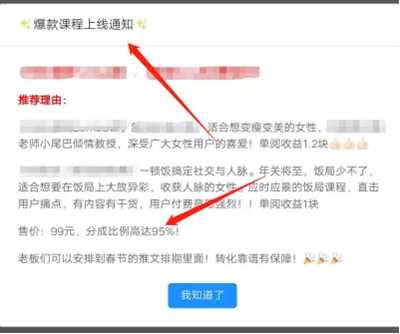 ✨爆款课程上线通知✨
推荐理由：
适合想变瘦变美的女性，
老师小尾巴倾情教授，深受广大女性用户的喜爱！单阅收益1.2块👍🏻👍🏻👍🏻
一顿饭搞定社交与人脉。年关将至，饭局少不了，
适合想要在饭局上大放异彩，收获人脉的女性。应时应景的饭局课程，直击
用户痛点，有内容有干货，用户付费意愿强烈！！单阅收益1块
售价：99元，分成比例高达95%！
老板们可以安排到春节的推文排期里面！转化靠谱有保障！🎉🎉🎉
我知道了